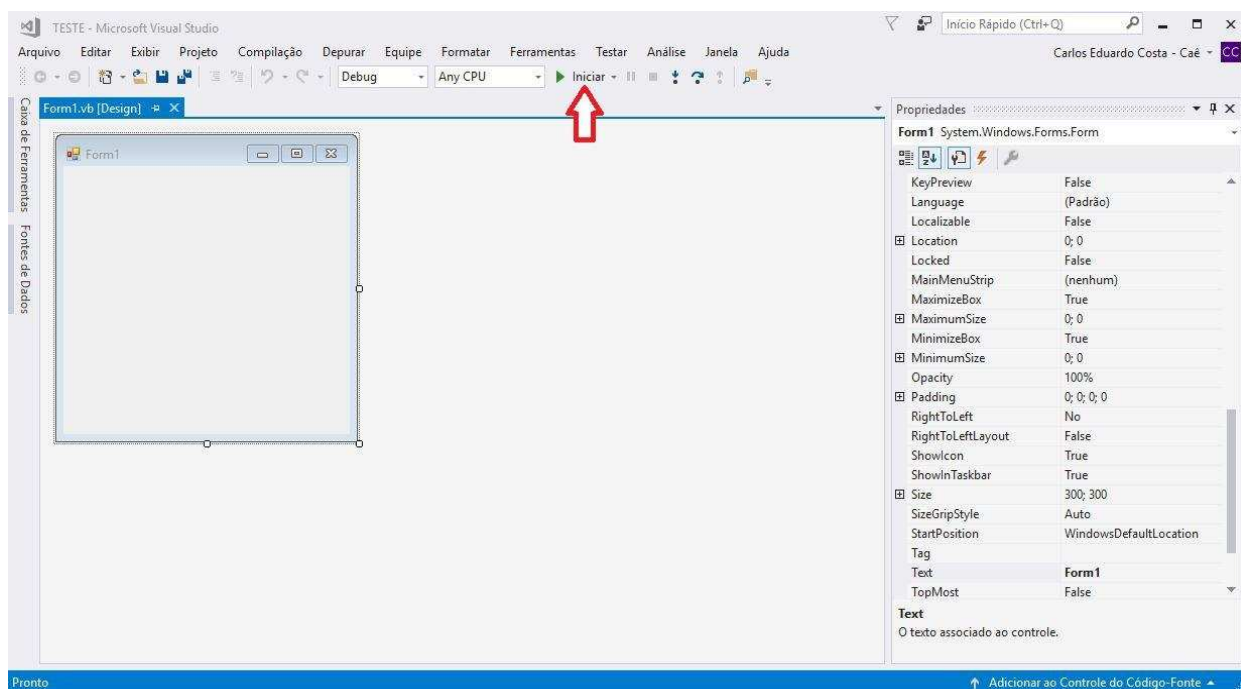 TESTE - Microsoft Visual Studio
Início Rápido (Ctrl+Q)
Arquivo Editar Exibir Projeto Compilação Depurar Equipe Formatar Ferramentas Testar Análise Janela Ajuda
Carlos Eduardo Costa - Caé
CC
Debug Any CPU Iniciar
Caixa de Ferramentas
Fontes de Dados
Form1.vb [Design]
Form1
Propriedades
Form1 System.Windows.Forms.Form
KeyPreview False
Language (Padrão)
Localizable False
Location 0; 0
Locked False
MainMenuStrip (nenhum)
MaximizeBox True
MaximumSize 0; 0
MinimizeBox True
MinimumSize 0; 0
Opacity 100%
Padding 0; 0; 0; 0
RightToLeft No
RightToLeftLayout False
ShowIcon True
ShowInTaskbar True
Size 300; 300
SizeGripStyle Auto
StartPosition WindowsDefaultLocation
Tag
Text Form1
TopMost False
Text
O texto associado ao controle.
Pronto
Adicionar ao Controle do Código-Fonte